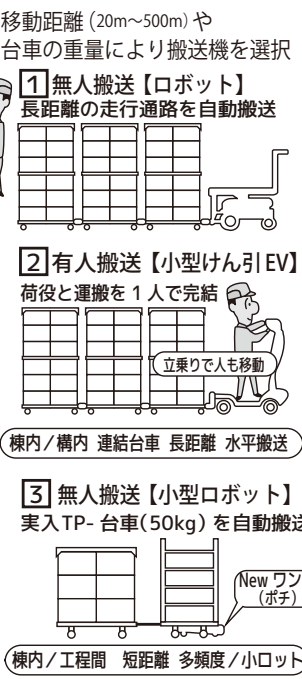 移動距離(20m〜500m)や
台車の重量により搬送機を選択
1 無人搬送【ロボット】
長距離の走行通路を自動搬送
2 有人搬送【小型けん引EV】
荷役と運搬を1人で完結
立乗りで人も移動
棟内/構内 連結台車 長距離 水平搬送
3 無人搬送【小型ロボット】
実入TP-台車(50kg)を自動搬送
New ワン
(ポチ)
棟内/工程間 短距離 多頻度/小ロット